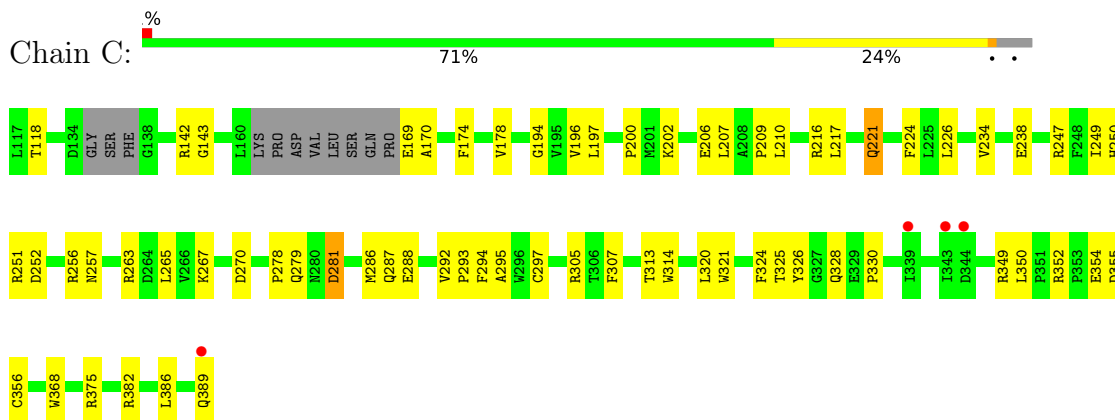 %
Chain C:
71% 24% • •
L117 T118 D134 GLY SER PHE G138 R142 G143 L160 LYS PRO ASP VAL LEU SER GLN PRO E169 A170 F174 V178 G194 V195 V196 L197 P200 M201 K202 E206 L207 A208 P209 L210 R216 L217 Q221 F224 L225 L226 V234 E238 R247 F248 I249 H250
R251 D252 R256 N257 R263 D264 L265 V266 K267 D270 P278 Q279 N280 D281 M286 Q287 E288 V292 P293 F294 A295 W296 C297 R305 T306 F307 T313 W314 L320 W321 F324 T325 Y326 G327 Q328 E329 P330 I339 I343 D344 R349 L350 P351 R352 P353 E354
C356 W368 R375 R382 L386 Q389